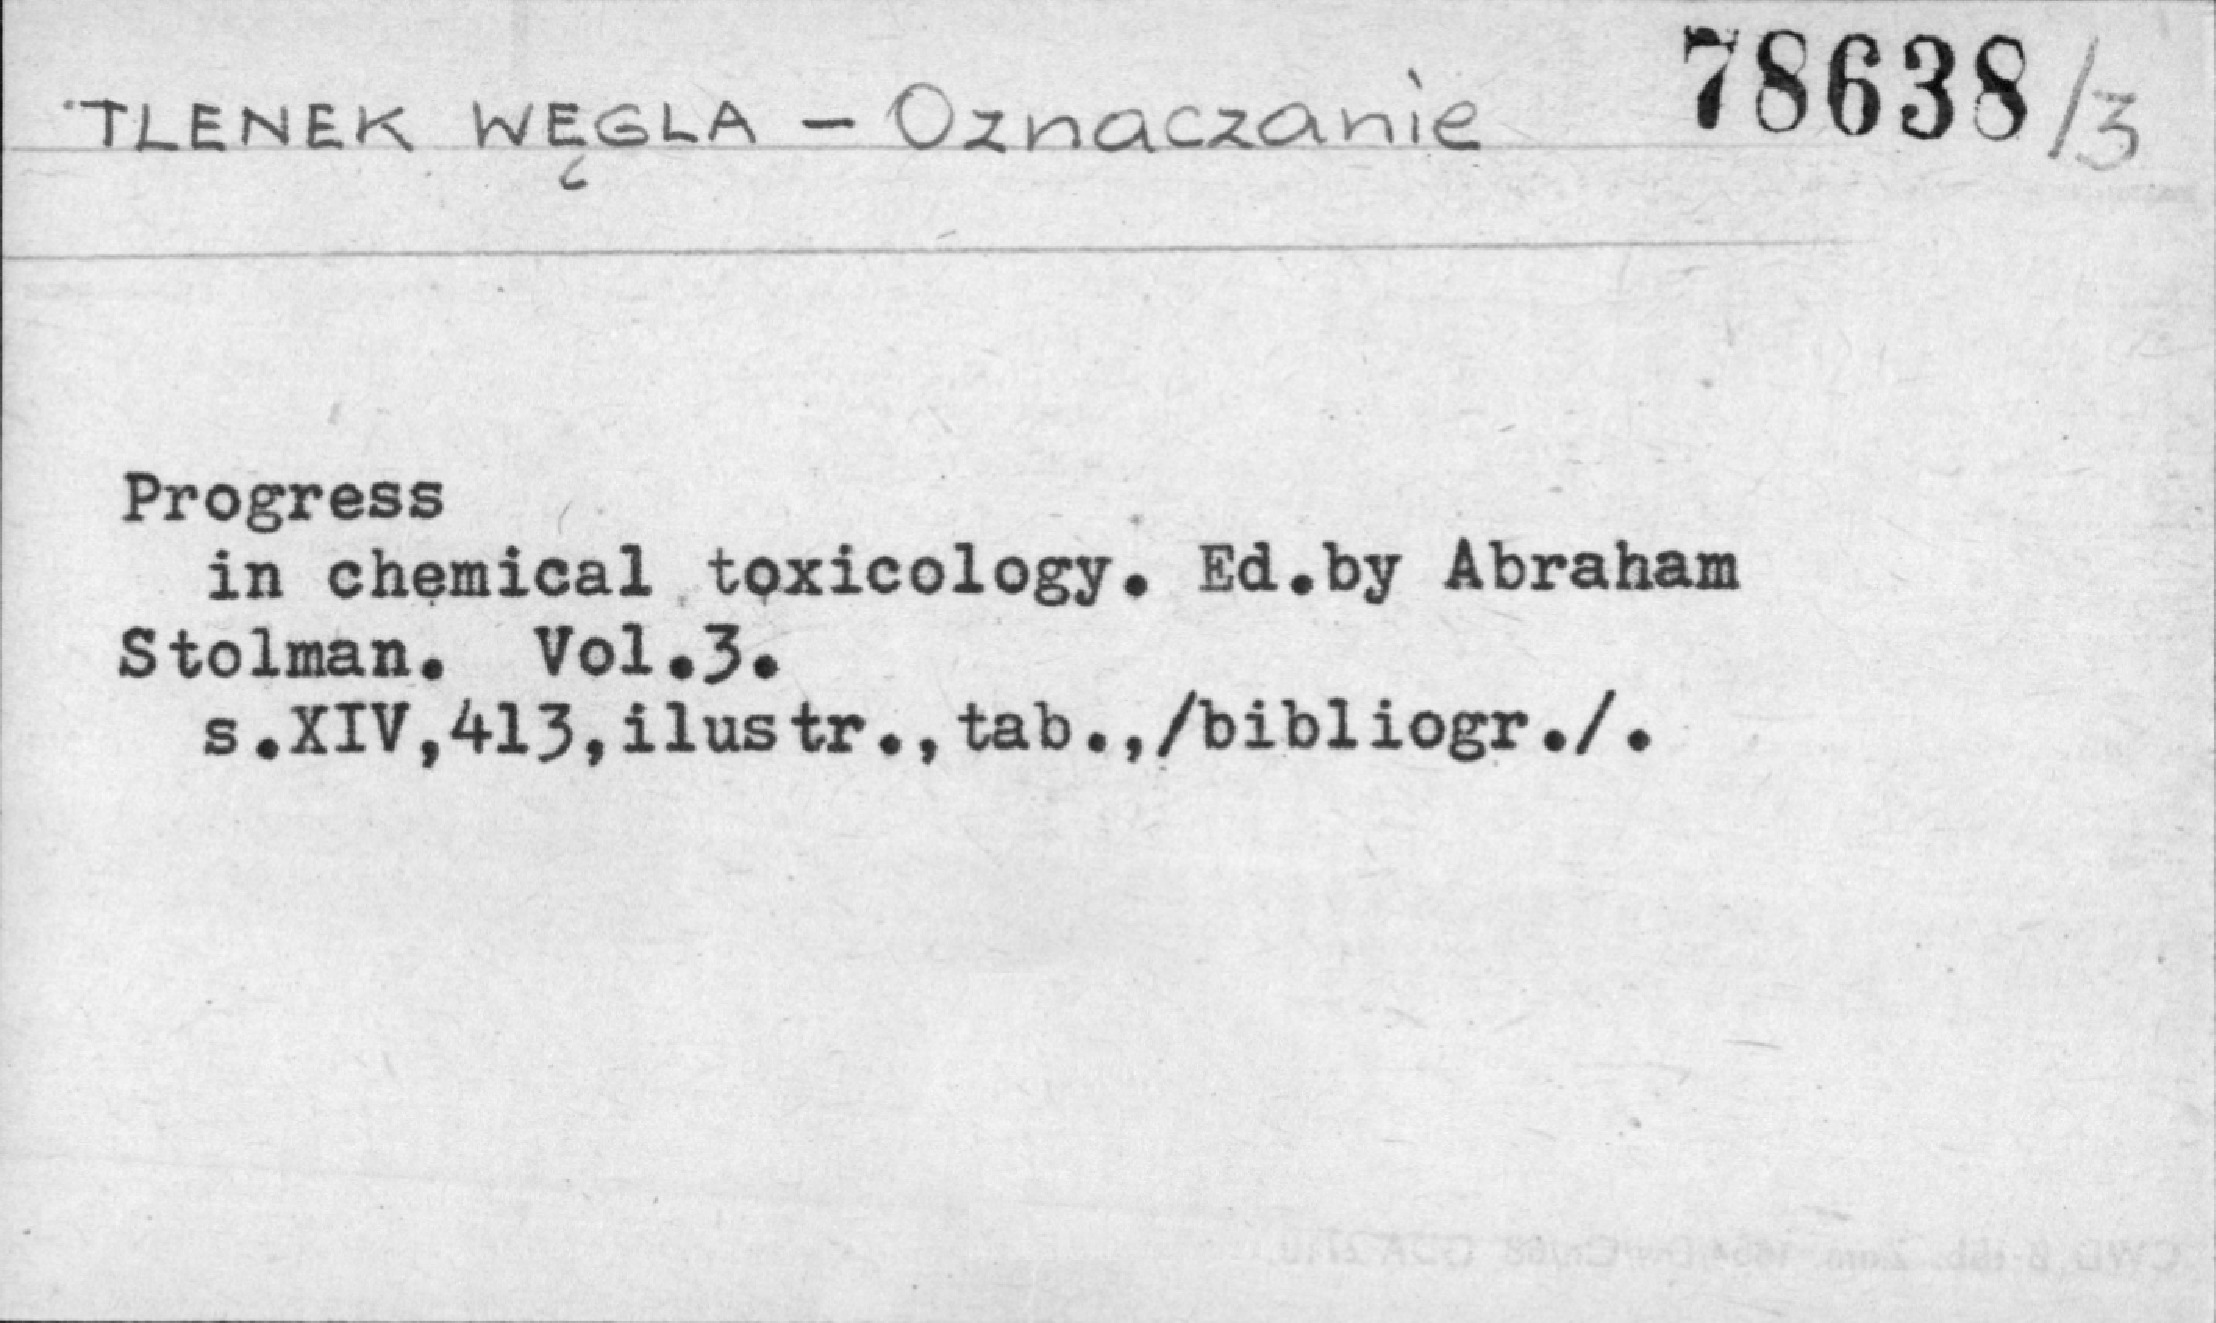 TLENEK WĘGLA – Oznaczanie 78638/3
Progress
in chemical toxicology. Ed.by Abraham
Stolman. Vol.3.
s.XIV,413,ilustr.,tab.,/bibliogr./.